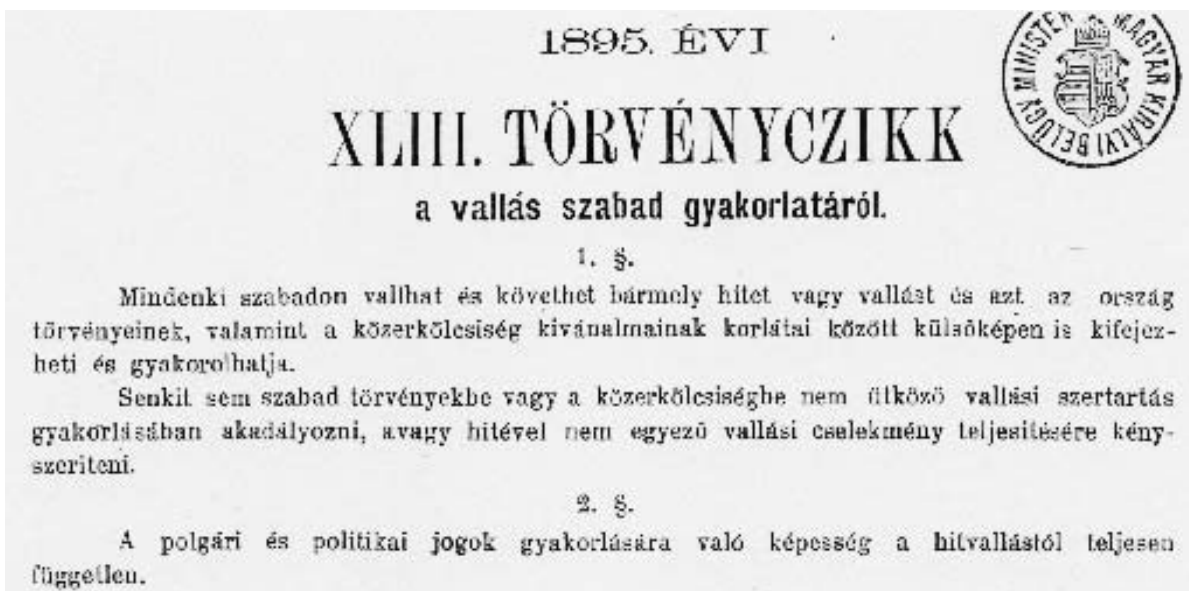 1895. ÉVI
XLIII. TÖRVÉNYCZIKK
MAGYAR KIRÁLYI BELÜGY MINISTER
a vallás szabad gyakorlatáról.
1. §.
Mindenki szabadon vallhat és követhet bármely hitet vagy vallást és azt az ország
törvényeinek, valamint a közerkölcsiség kivánalmainak korlátai között külsőképen is kifejez-
heti és gyakorolhatja.
Senkit sem szabad törvényekbe vagy a közerkölcsiségbe nem ütköző vallási szertartás
gyakorlásában akadályozni, avagy hitével nem egyező vallási cselekmény teljesitésére kény-
szeriteni.
2. §.
A polgári és politikai jogok gyakorlására való képesség a hitvallástól teljesen
független.